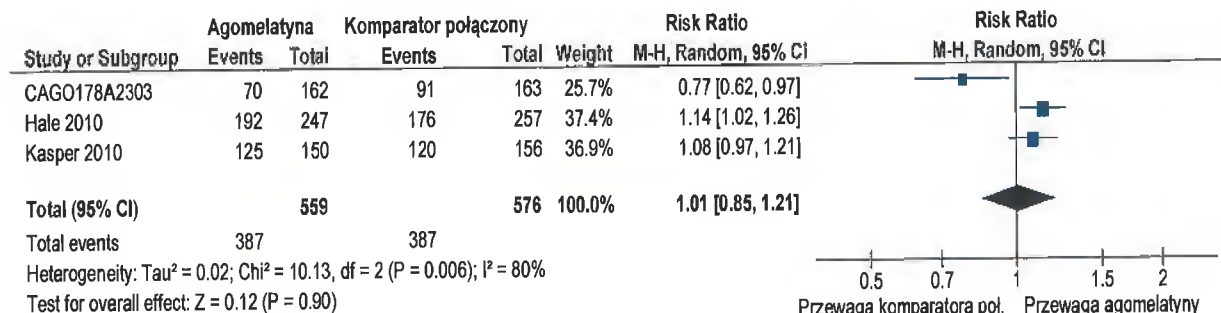 Agomelatyna Komparator połączony Risk Ratio Risk Ratio
Study or Subgroup Events Total Events Total Weight M-H, Random, 95% CI M-H, Random, 95% CI
CAGO178A2303 70 162 91 163 25.7% 0.77 [0.62, 0.97]
Hale 2010 192 247 176 257 37.4% 1.14 [1.02, 1.26]
Kasper 2010 125 150 120 156 36.9% 1.08 [0.97, 1.21]
Total (95% CI) 559 576 100.0% 1.01 [0.85, 1.21]
Total events 387 387
Heterogeneity: Tau² = 0.02; Chi² = 10.13, df = 2 (P = 0.006); I² = 80%
Test for overall effect: Z = 0.12 (P = 0.90)
0.5 0.7 1 1.5 2
Przewaga komparatora poł. Przewaga agomelatyny